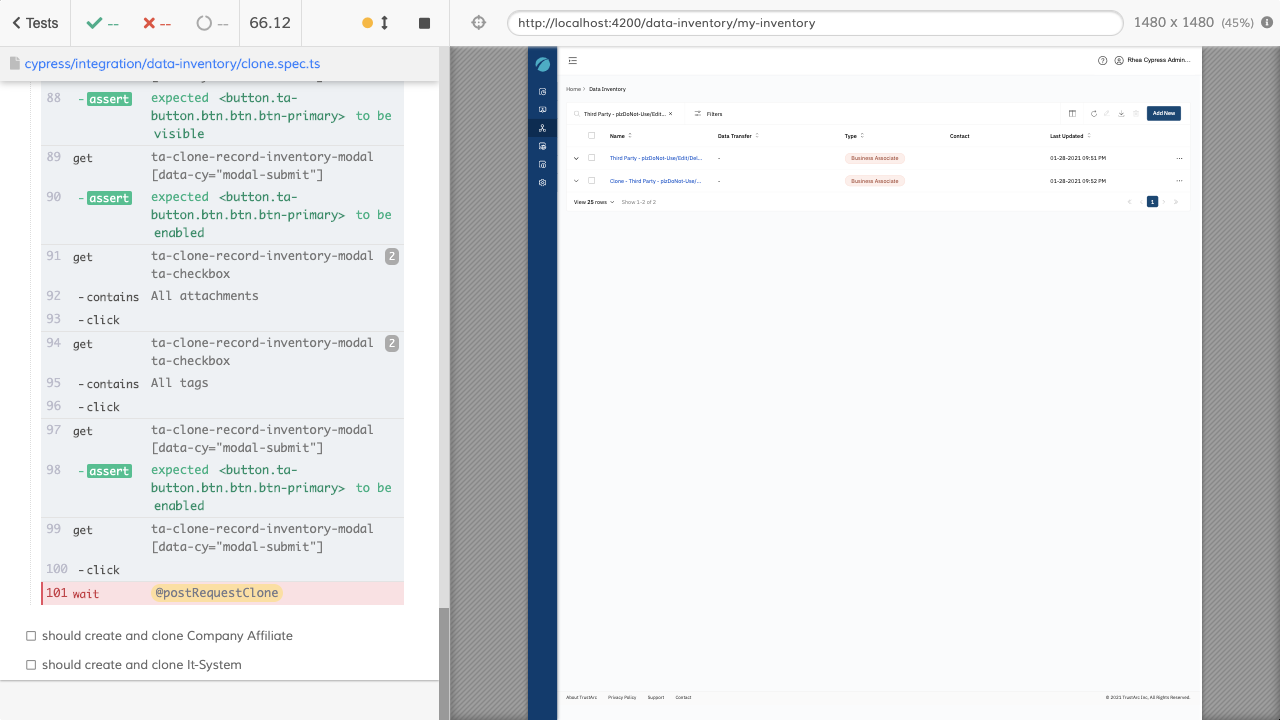 Tests
--
--
--
66.12
http://localhost:4200/data-inventory/my-inventory
1480 x 1480 (45%)
cypress/integration/data-inventory/clone.spec.ts
88 - assert expected <button.ta-
button.btn.btn.btn-primary> to be
visible
89 get ta-clone-record-inventory-modal
[data-cy="modal-submit"]
90 - assert expected <button.ta-
button.btn.btn.btn-primary> to be
enabled
91 get ta-clone-record-inventory-modal 2
ta-checkbox
92 - contains All attachments
93 - click
94 get ta-clone-record-inventory-modal 2
ta-checkbox
95 - contains All tags
96 - click
97 get ta-clone-record-inventory-modal
[data-cy="modal-submit"]
98 - assert expected <button.ta-
button.btn.btn.btn-primary> to be
enabled
99 get ta-clone-record-inventory-modal
[data-cy="modal-submit"]
100 - click
101 wait @postRequestClone
should create and clone Company Affiliate
should create and clone It-System
Rhea Cypress Admin...
Home > Data Inventory
Third Party - plzDoNot-Use/Edit... ×
Filters
Add New
Name Data Transfer Type Contact Last Updated
Third Party - plzDoNot-Use/Edit/Del... - Business Associate 01-28-2021 09:51 PM ...
Clone - Third Party - plzDoNot-Use/... - Business Associate 01-28-2021 09:52 PM ...
View 25 rows Show 1-2 of 2
1
About TrustArc Privacy Policy Support Contact
© 2021 TrustArc Inc, All Rights Reserved.